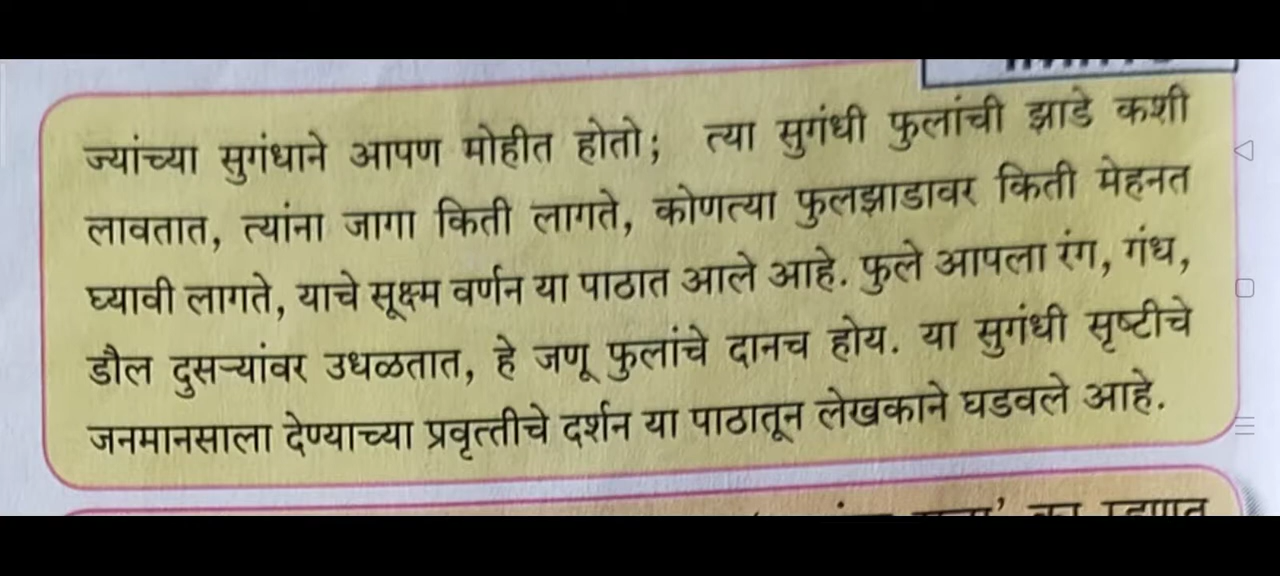 ज्यांच्या सुगंधाने आपण मोहीत होतो; त्या सुगंधी फुलांची झाडे कशी
लावतात, त्यांना जागा किती लागते, कोणत्या फुलझाडावर किती मेहनत
घ्यावी लागते, याचे सूक्ष्म वर्णन या पाठात आले आहे. फुले आपला रंग, गंध,
डौल दुसऱ्यांवर उधळतात, हे जणू फुलांचे दानच होय. या सुगंधी सृष्टीचे
जनमानसाला देण्याच्या प्रवृत्तीचे दर्शन या पाठातून लेखकाने घडवले आहे.